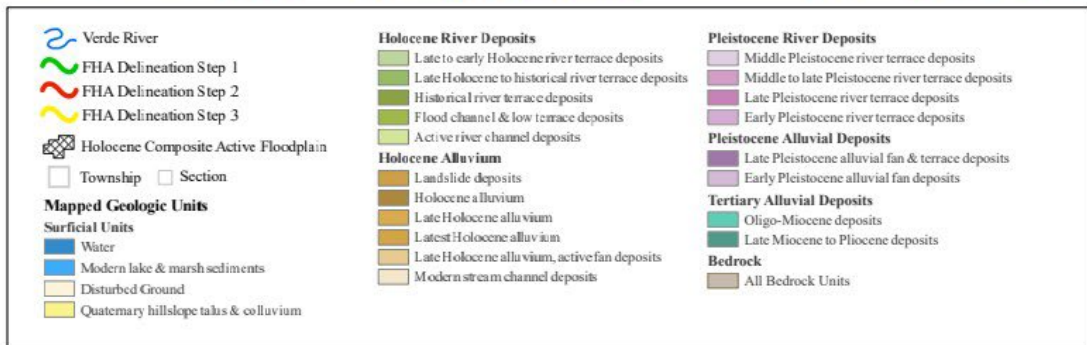 Verde River
FHA Delineation Step 1
FHA Delineation Step 2
FHA Delineation Step 3
Holocene Composite Active Floodplain
Township
Section
Mapped Geologic Units
Surficial Units
Water
Modern lake & marsh sediments
Disturbed Ground
Quaternary hillslope talus & colluvium
Holocene River Deposits
Late to early Holocene river terrace deposits
Late Holocene to historical river terrace deposits
Historical river terrace deposits
Flood channel & low terrace deposits
Active river channel deposits
Holocene Alluvium
Landslide deposits
Holocene alluvium
Late Holocene alluvium
Latest Holocene alluvium
Late Holocene alluvium, active fan deposits
Modern stream channel deposits
Pleistocene River Deposits
Middle Pleistocene river terrace deposits
Middle to late Pleistocene river terrace deposits
Late Pleistocene river terrace deposits
Early Pleistocene river terrace deposits
Pleistocene Alluvial Deposits
Late Pleistocene alluvial fan & terrace deposits
Early Pleistocene alluvial fan deposits
Tertiary Alluvial Deposits
Oligo-Miocene deposits
Late Miocene to Pliocene deposits
Bedrock
All Bedrock Units